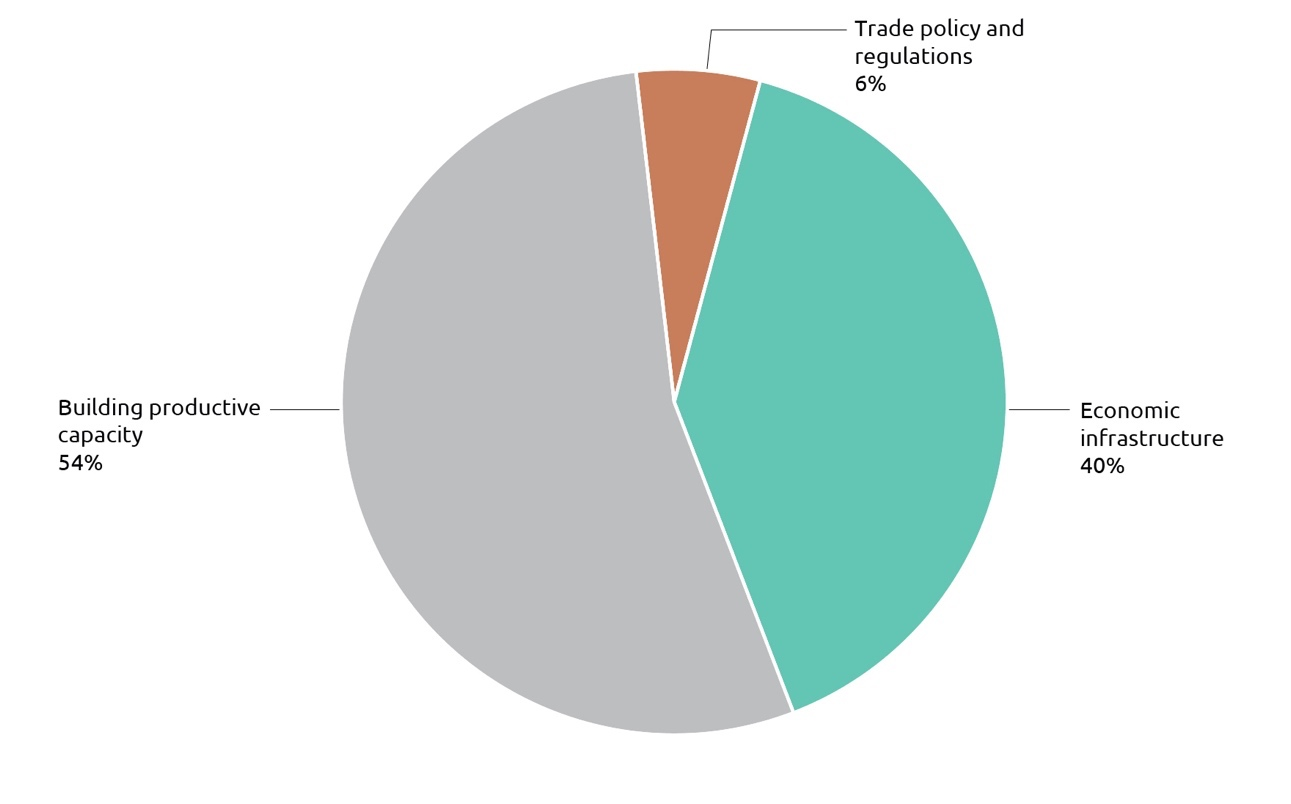 Trade policy and
regulations
6%
Building productive
capacity
54%
Economic
infrastructure
40%